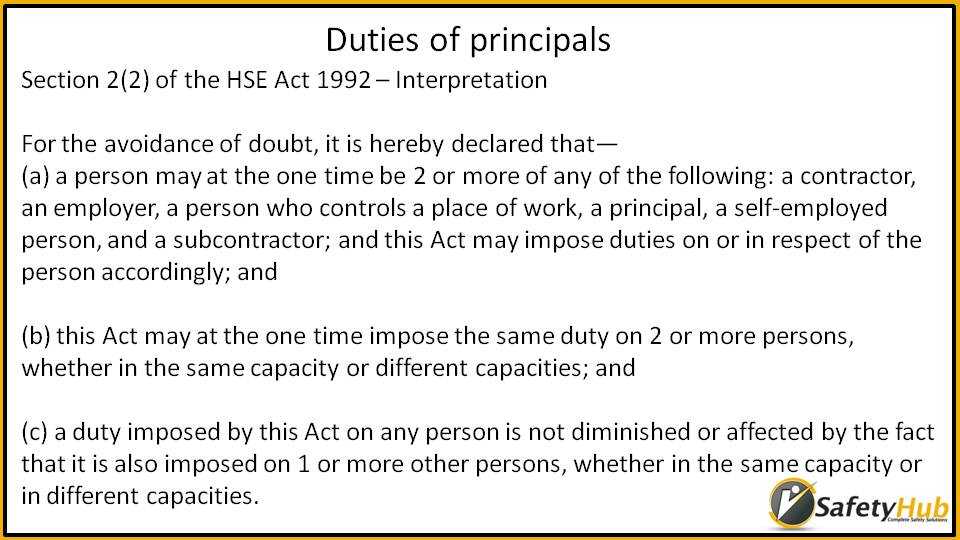 Duties of principals
Section 2(2) of the HSE Act 1992 – Interpretation
For the avoidance of doubt, it is hereby declared that—
(a) a person may at the one time be 2 or more of any of the following: a contractor,
an employer, a person who controls a place of work, a principal, a self-employed
person, and a subcontractor; and this Act may impose duties on or in respect of the
person accordingly; and
(b) this Act may at the one time impose the same duty on 2 or more persons,
whether in the same capacity or different capacities; and
(c) a duty imposed by this Act on any person is not diminished or affected by the fact
that it is also imposed on 1 or more other persons, whether in the same capacity or
in different capacities.
SafetyHub
Complete Safety Solutions